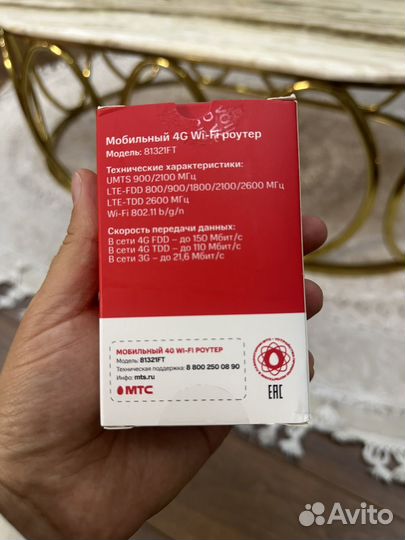 Мобильный 4G Wi-Fi роутер
Модель: 81321FT
Технические характеристики:
UMTS 900/2100 МГц
LTE-FDD 800/900/1800/2100/2600 МГц
LTE-TDD 2600 МГц
Wi-Fi 802.11 b/g/n
Скорость передачи данных:
В сети 4G FDD – до 150 Мбит/с
В сети 4G TDD – до 110 Мбит/с
В сети 3G – до 21,6 Мбит/с
МОБИЛЬНЫЙ 4G WI-FI РОУТЕР
Модель: 81321FT
Техническая поддержка: 8 800 250 08 90
Инфо: mts.ru
МТС
ЕАС
Avito